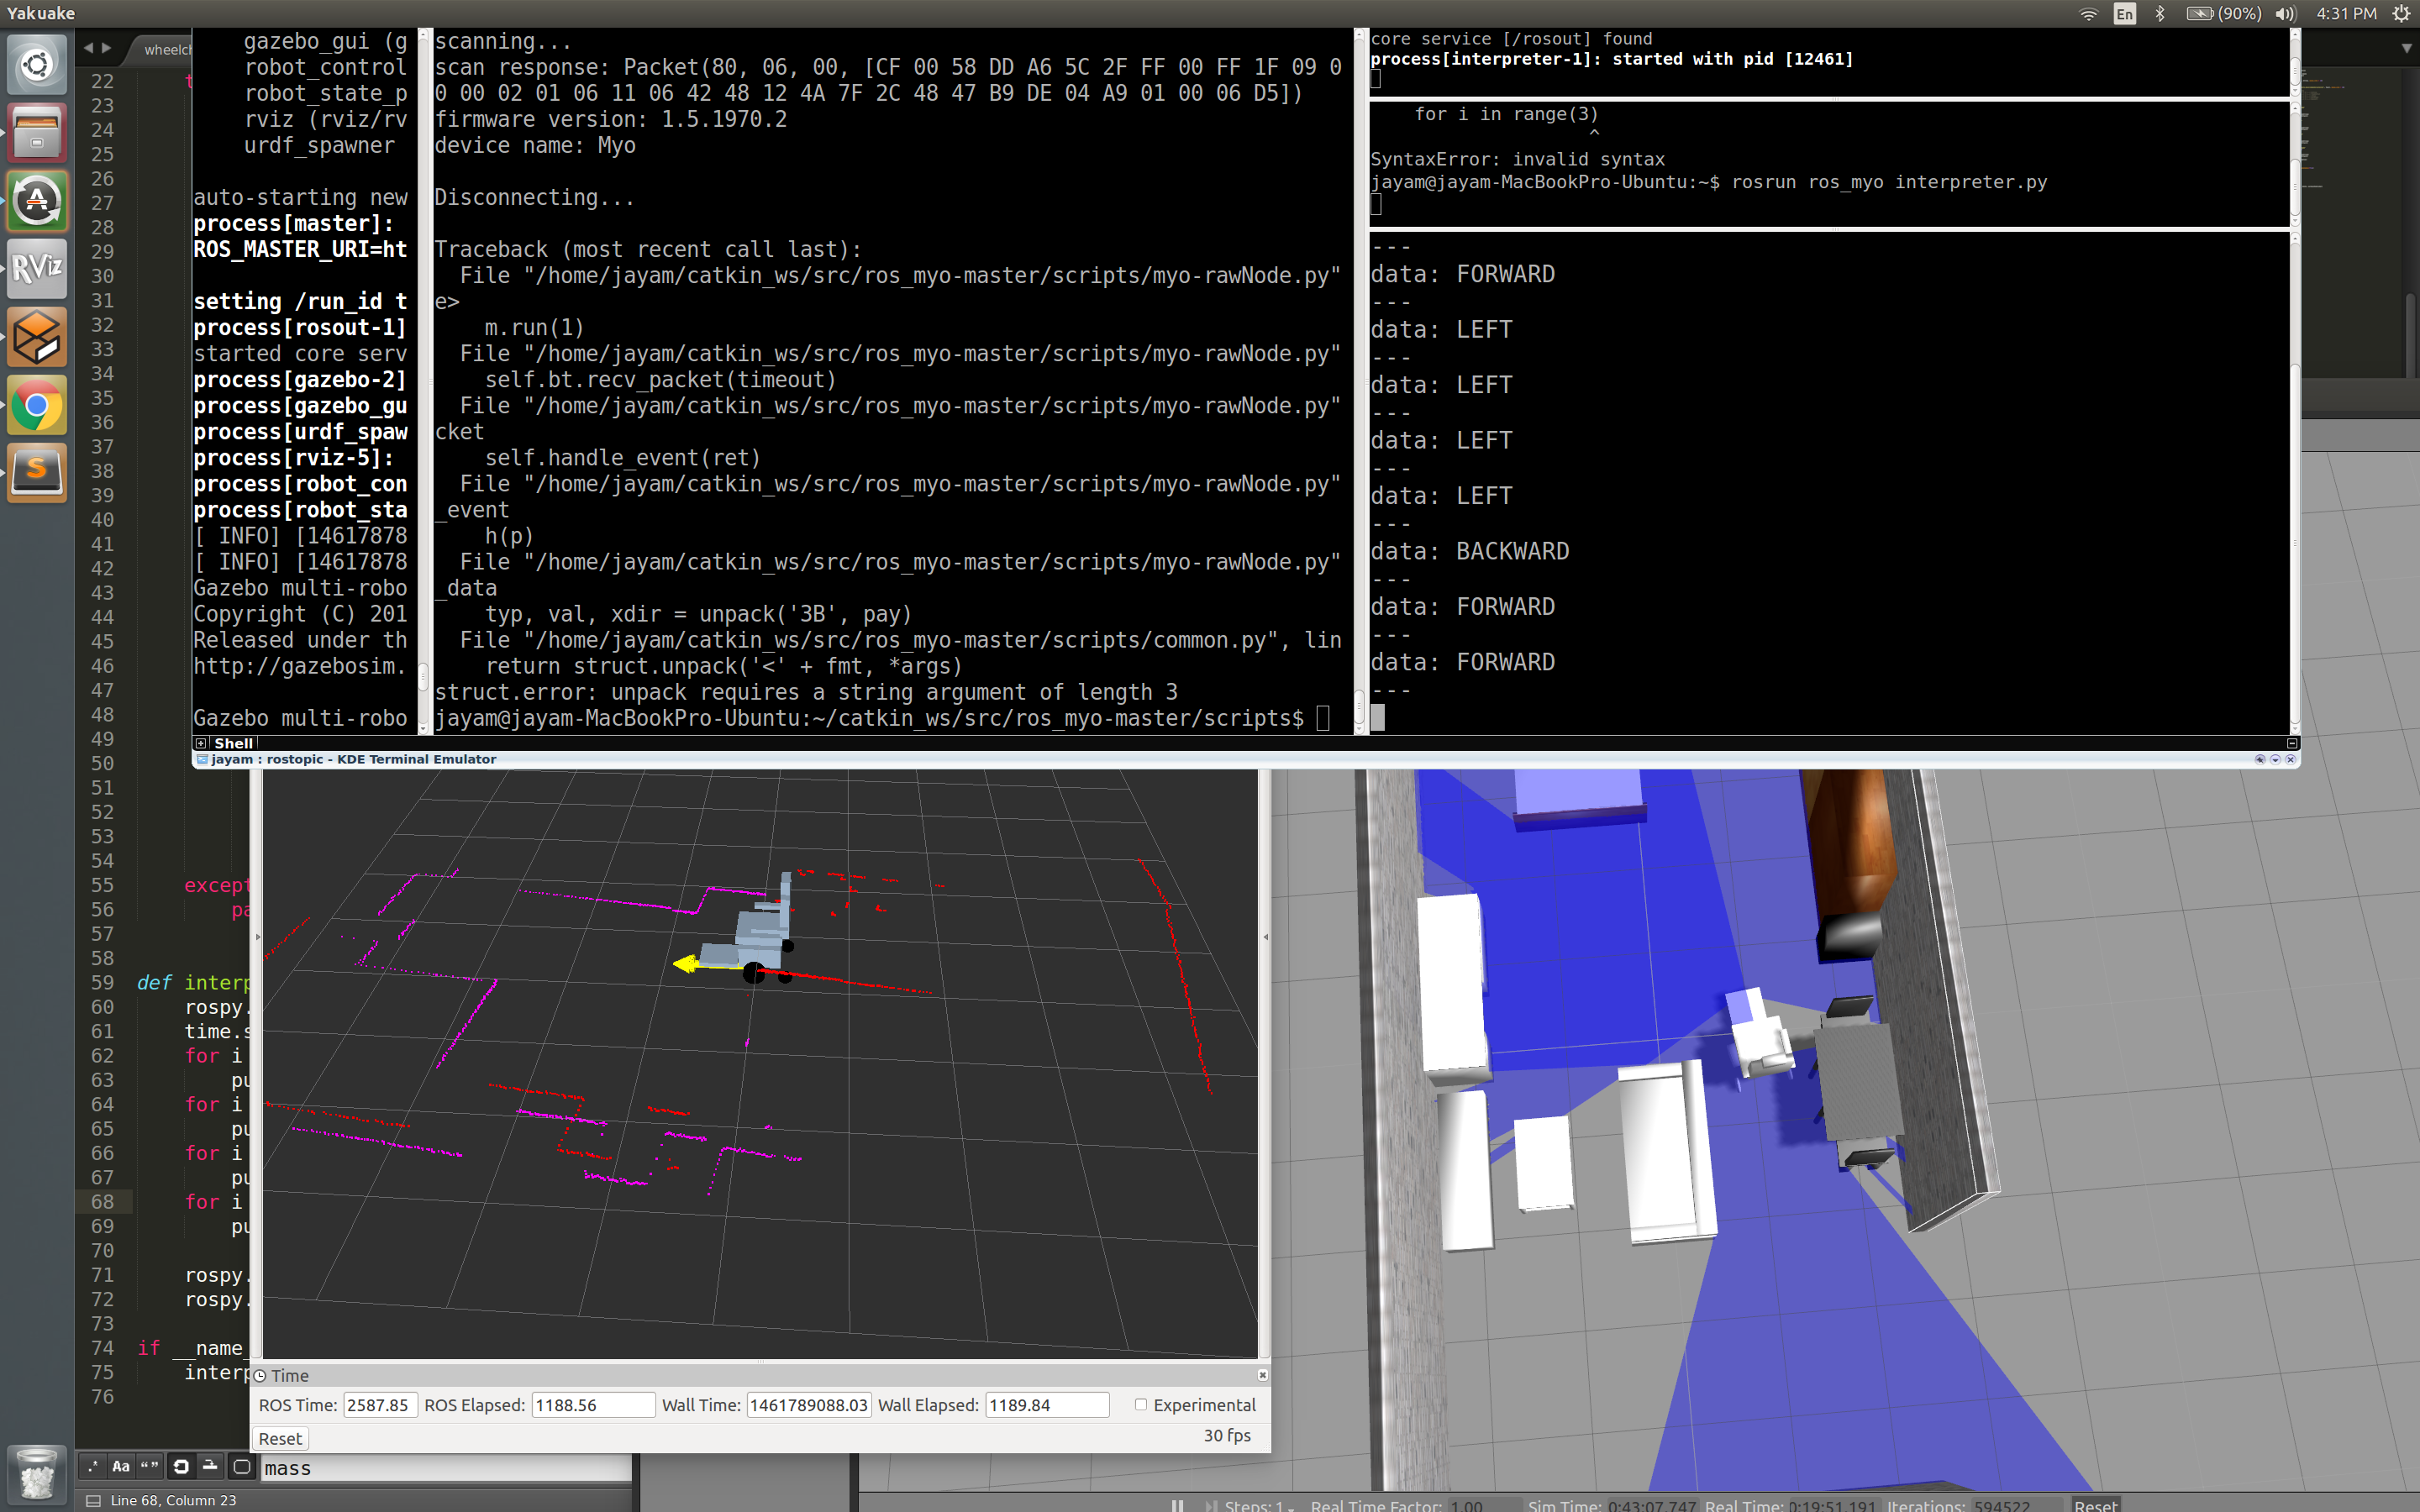 Yakuake
En
(90%)
4:31 PM
wheelch
22
23
24
25
26
27
28
29
30
31
32
33
34
35
36
37
38
39
40
41
42
43
44
45
46
47
48
49
50
51
52
53
54
55 except
56 pa
57
58
59 def interp
60 rospy.
61 time.s
62 for i
63 pu
64 for i
65 pu
66 for i
67 pu
68 for i
69 pu
70
71 rospy.
72 rospy.
73
74 if __name_
75 interp
76
gazebo_gui (g
robot_control
robot_state_p
rviz (rviz/rv
urdf_spawner
auto-starting new
process[master]:
ROS_MASTER_URI=ht
setting /run_id t
process[rosout-1]
started core serv
process[gazebo-2]
process[gazebo_gu
process[urdf_spaw
process[rviz-5]:
process[robot_con
process[robot_sta
[ INFO] [14617878
[ INFO] [14617878
Gazebo multi-robo
Copyright (C) 201
Released under th
http://gazebosim.
Gazebo multi-robo
scanning...
scan response: Packet(80, 06, 00, [CF 00 58 DD A6 5C 2F FF 00 FF 1F 09 0
0 00 02 01 06 11 06 42 48 12 4A 7F 2C 48 47 B9 DE 04 A9 01 00 06 D5])
firmware version: 1.5.1970.2
device name: Myo
Disconnecting...
Traceback (most recent call last):
File "/home/jayam/catkin_ws/src/ros_myo-master/scripts/myo-rawNode.py"
e>
m.run(1)
File "/home/jayam/catkin_ws/src/ros_myo-master/scripts/myo-rawNode.py"
self.bt.recv_packet(timeout)
File "/home/jayam/catkin_ws/src/ros_myo-master/scripts/myo-rawNode.py"
cket
self.handle_event(ret)
File "/home/jayam/catkin_ws/src/ros_myo-master/scripts/myo-rawNode.py"
_event
h(p)
File "/home/jayam/catkin_ws/src/ros_myo-master/scripts/myo-rawNode.py"
_data
typ, val, xdir = unpack('3B', pay)
File "/home/jayam/catkin_ws/src/ros_myo-master/scripts/common.py", lin
return struct.unpack('<' + fmt, *args)
struct.error: unpack requires a string argument of length 3
jayam@jayam-MacBookPro-Ubuntu:~/catkin_ws/src/ros_myo-master/scripts$
core service [/rosout] found
process[interpreter-1]: started with pid [12461]
for i in range(3)
^
SyntaxError: invalid syntax
jayam@jayam-MacBookPro-Ubuntu:~$ rosrun ros_myo interpreter.py
---
data: FORWARD
---
data: LEFT
---
data: LEFT
---
data: LEFT
---
data: LEFT
---
data: BACKWARD
---
data: FORWARD
---
data: FORWARD
---
Shell
jayam : rostopic - KDE Terminal Emulator
Time
ROS Time: 2587.85 ROS Elapsed: 1188.56 Wall Time: 1461789088.03 Wall Elapsed: 1189.84 Experimental
Reset
30 fps
.* Aa “” mass
Line 68, Column 23
Steps: 1 Real Time Factor: 1.00 Sim Time: 0:43:07.747 Real Time: 0:19:51.191 Iterations: 594522 Reset
RViz